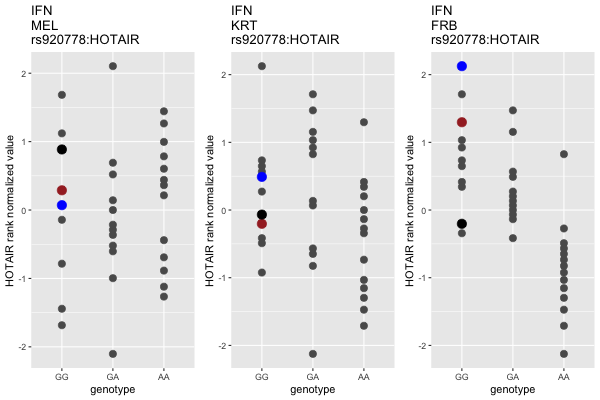 IFN
MEL
rs920778:HOTAIR
HOTAIR rank normalized value
2
1
0
-1
-2
GG GA AA
genotype
IFN
KRT
rs920778:HOTAIR
HOTAIR rank normalized value
2
1
0
-1
-2
GG GA AA
genotype
IFN
FRB
rs920778:HOTAIR
HOTAIR rank normalized value
2
1
0
-1
-2
GG GA AA
genotype